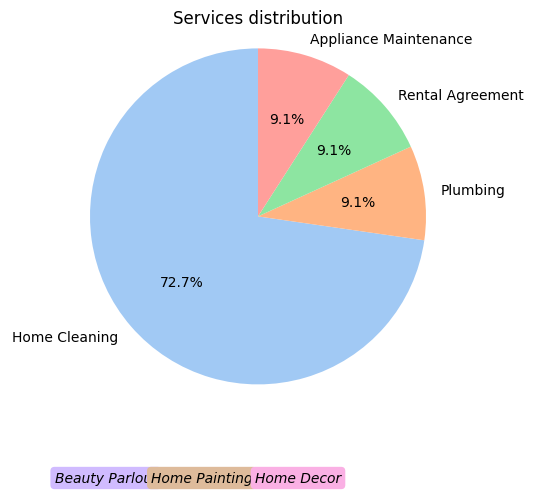 Services distribution
Appliance Maintenance
9.1%
Rental Agreement
9.1%
Plumbing
9.1%
72.7%
Home Cleaning
Beauty Parlou Home Painting Home Decor